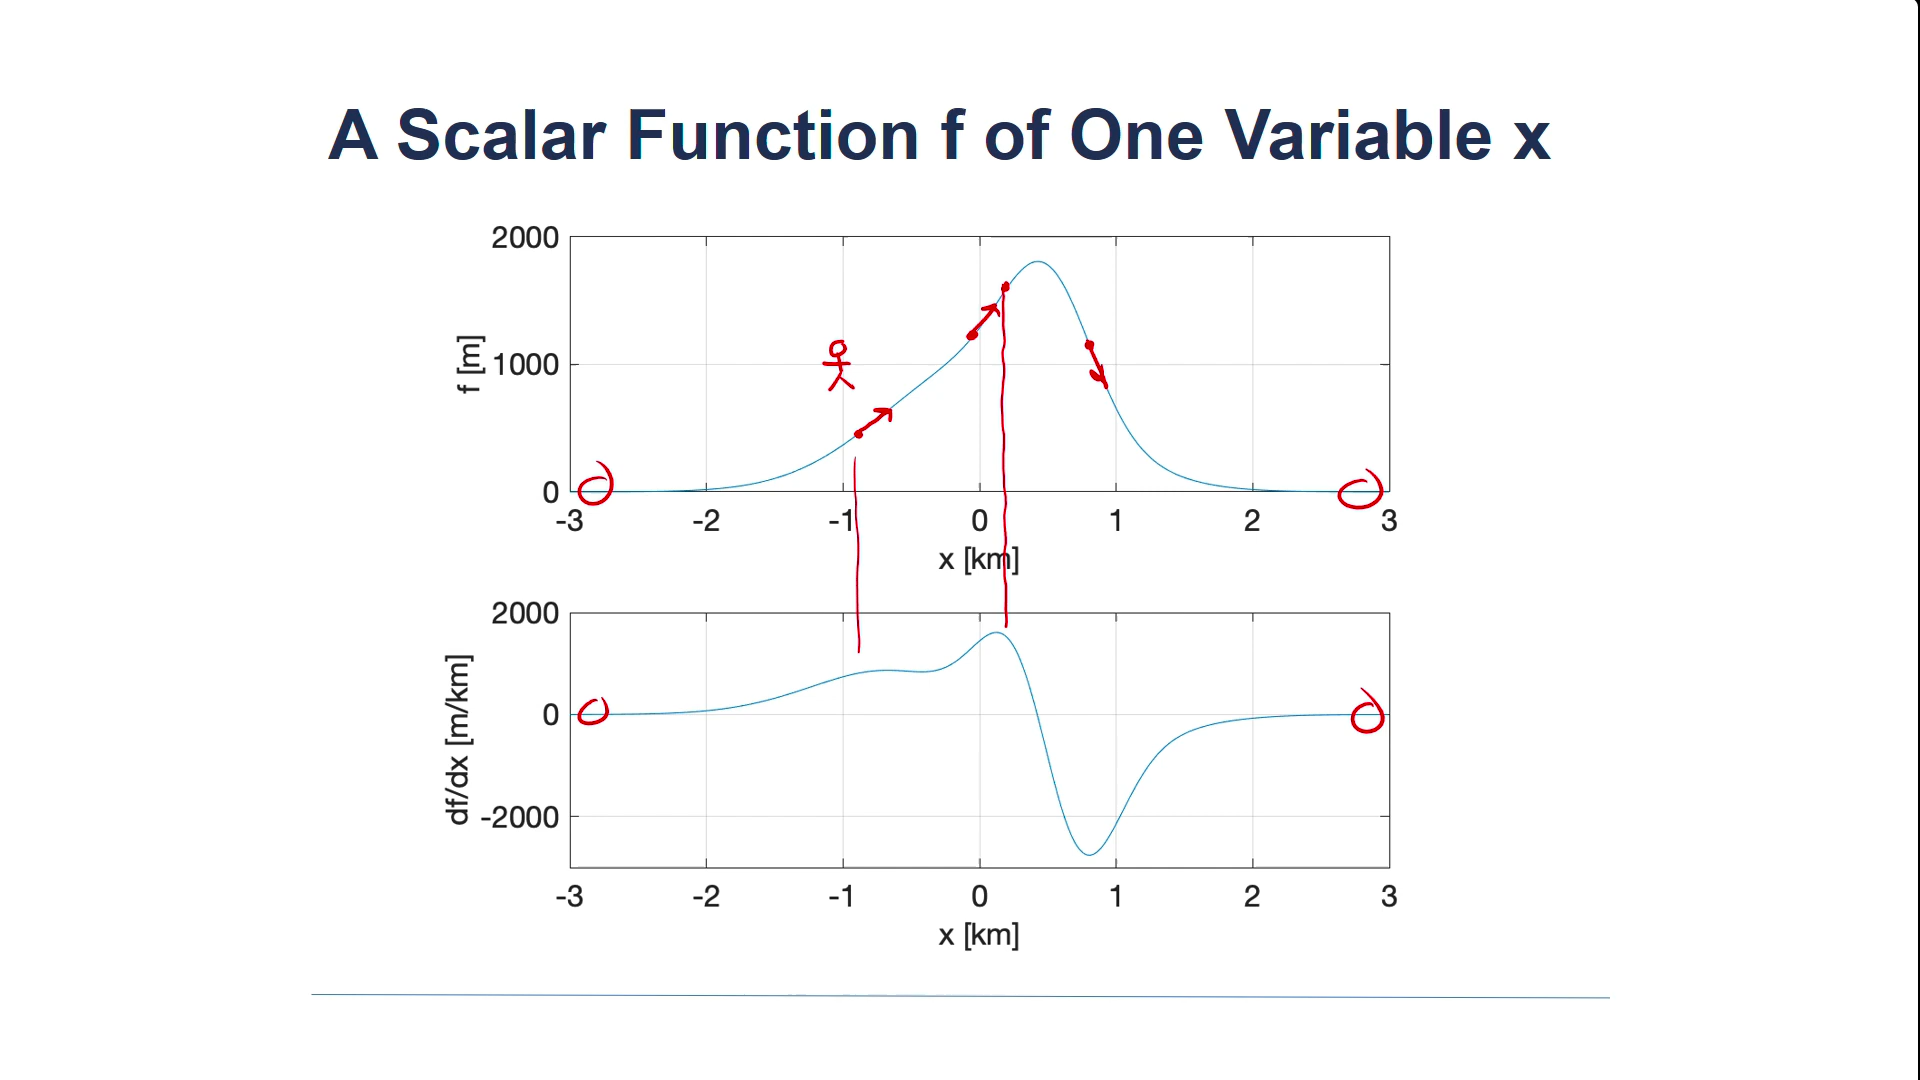 A Scalar Function f of One Variable x
2000
f [m]
1000
0
-3 -2 -1 0 1 2 3
x [km]
2000
df/dx [m/km]
0
-2000
-3 -2 -1 0 1 2 3
x [km]